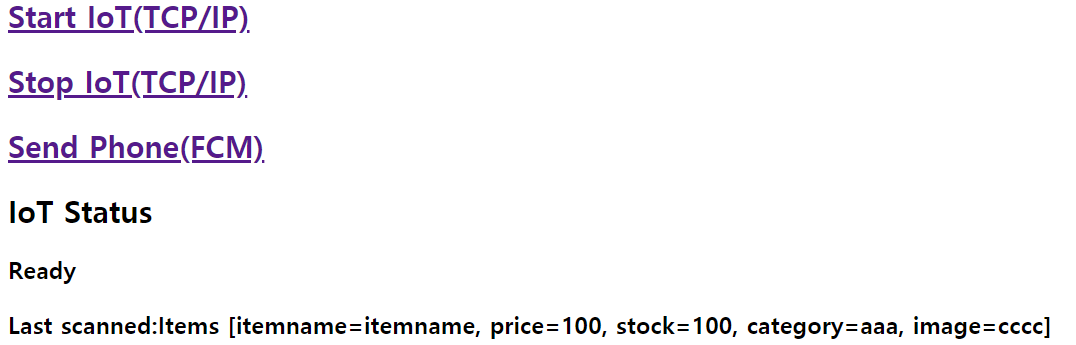 Start IoT(TCP/IP)
Stop IoT(TCP/IP)
Send Phone(FCM)
IoT Status
Ready
Last scanned:Items [itemname=itemname, price=100, stock=100, category=aaa, image=cccc]